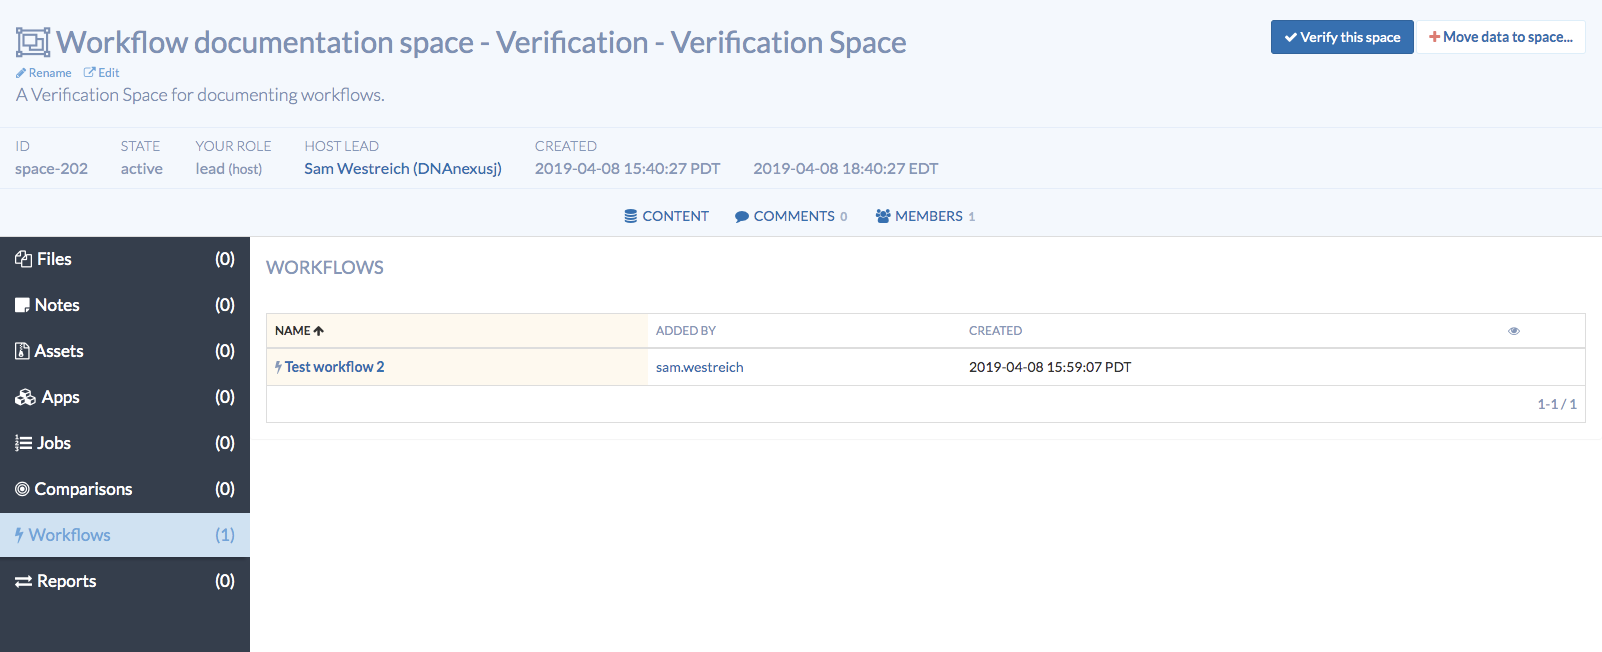 Workflow documentation space - Verification - Verification Space
Verify this space
Move data to space...
Rename Edit
A Verification Space for documenting workflows.
ID STATE YOUR ROLE HOST LEAD CREATED
space-202 active lead (host) Sam Westreich (DNAnexusj) 2019-04-08 15:40:27 PDT 2019-04-08 18:40:27 EDT
CONTENT COMMENTS 0 MEMBERS 1
Files (0)
Notes (0)
Assets (0)
Apps (0)
Jobs (0)
Comparisons (0)
Workflows (1)
Reports (0)
WORKFLOWS
NAME ADDED BY CREATED
Test workflow 2 sam.westreich 2019-04-08 15:59:07 PDT
1-1 / 1